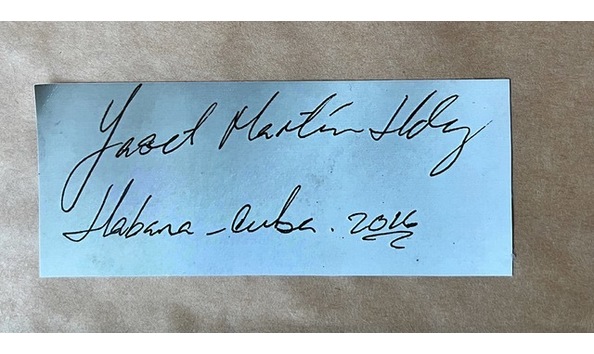 Yasel Martín Hdez
Habana - Cuba. 2016